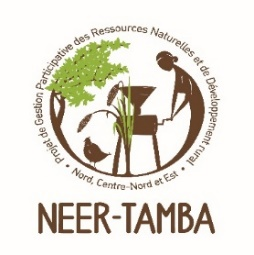 • Projet de Gestion Participative des Ressources Naturelles et de Développement rural •
Nord, Centre-Nord et Est
NEER-TAMBA